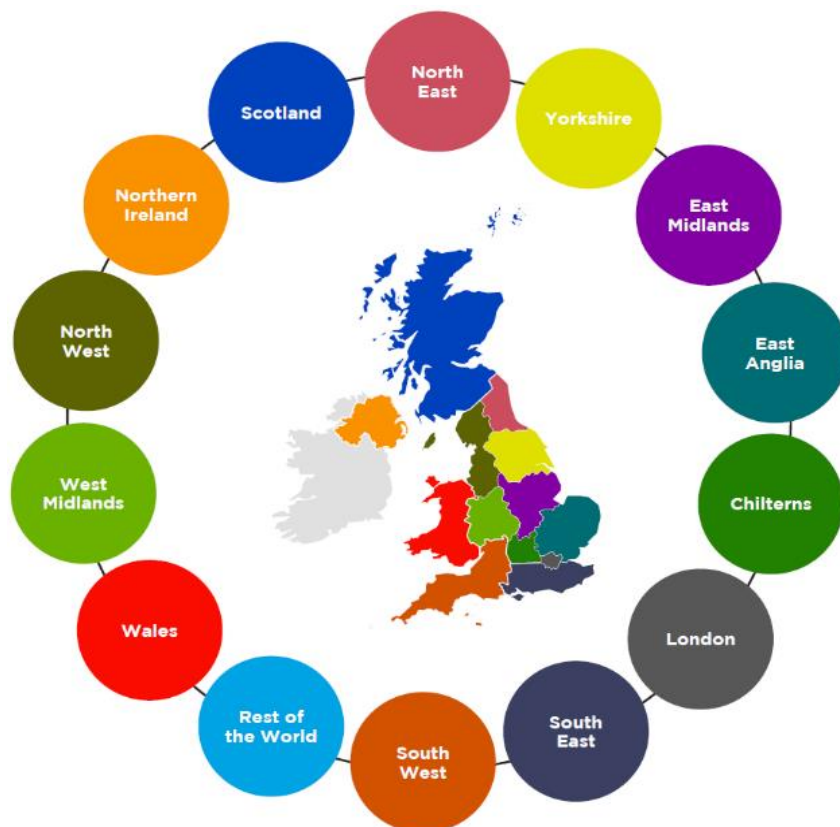 North
East
Scotland
Yorkshire
Northern
Ireland
East
Midlands
North
West
East
Anglia
West
Midlands
Chilterns
Wales
London
Rest of
the World
South
East
South
West